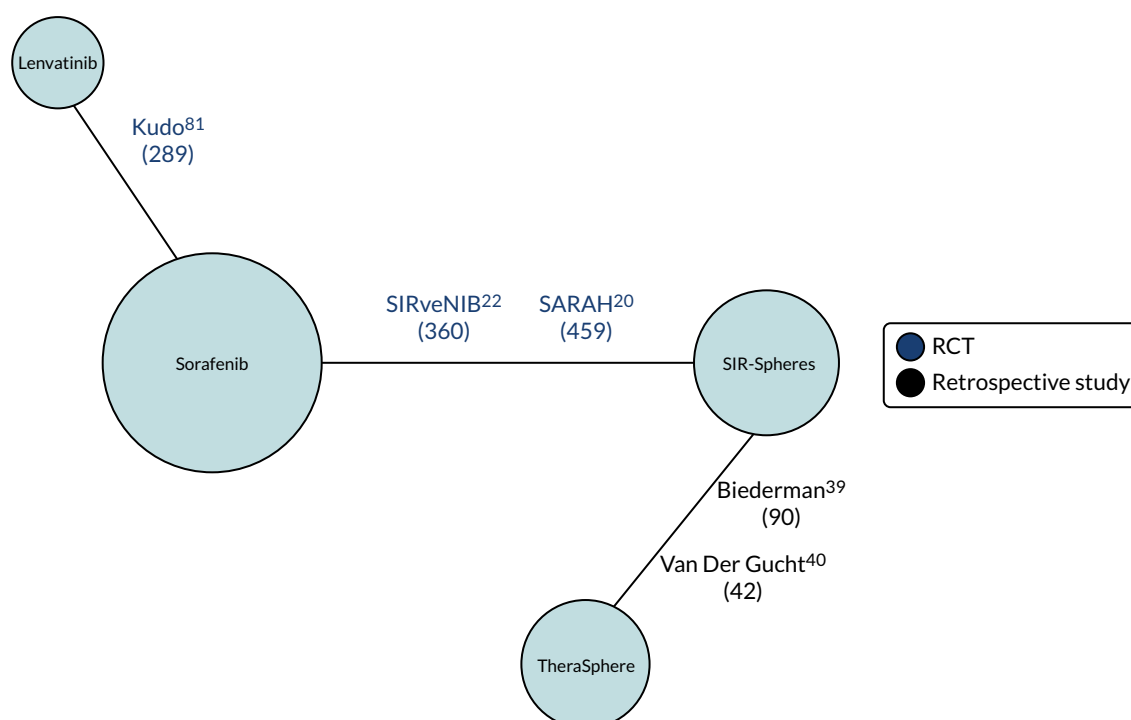 Lenvatinib
Kudo81
(289)
SIRveNIB22
(360)
SARAH20
(459)
Sorafenib
SIR-Spheres
RCT
Retrospective study
Biederman39
(90)
Van Der Gucht40
(42)
TheraSphere